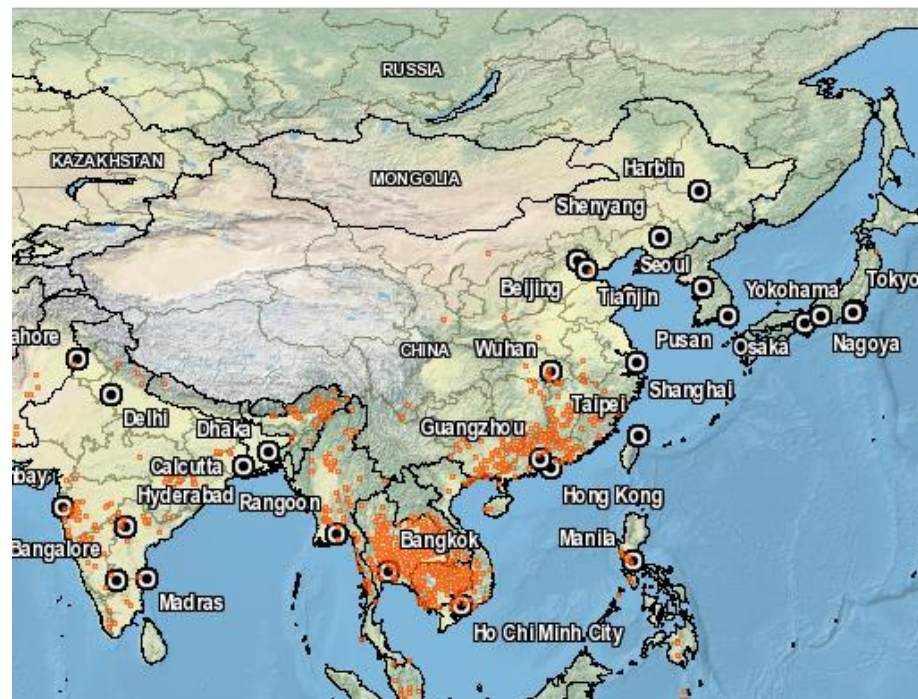 RUSSIA
KAZAKHSTAN
MONGOLIA
Harbin
Shenyang
Beijing
Tianjin
Seoul
Yokohama
Tokyo
ahore
CHINA
Wuhan
Pusan
Osaka
Nagoya
Shanghai
Delhi
Dhaka
Guangzhou
Taipei
Calcutta
nbay
Hyderabad
Rangoon
Hong Kong
Bangalore
Bangkok
Manila
Madras
Ho Chi Minh City